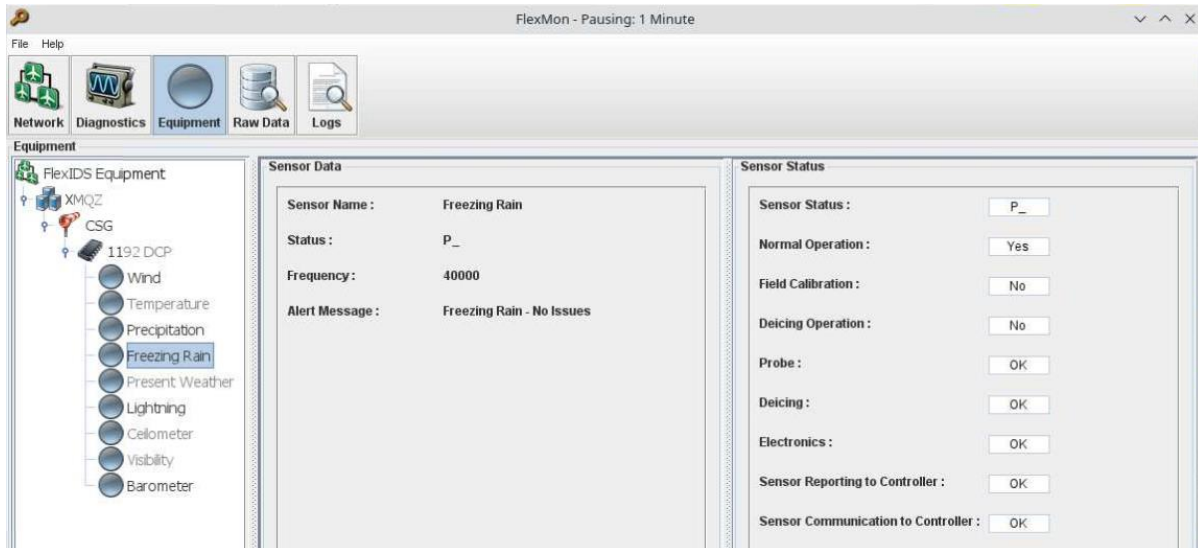 FlexMon - Pausing: 1 Minute
File Help
Network Diagnostics Equipment Raw Data Logs
Equipment
FlexIDS Equipment
XMQZ
CSG
1192 DCP
Wind
Temperature
Precipitation
Freezing Rain
Present Weather
Lightning
Ceilometer
Visibility
Barometer
Sensor Data
Sensor Name : Freezing Rain
Status : P_
Frequency : 40000
Alert Message : Freezing Rain - No Issues
Sensor Status
Sensor Status : P_
Normal Operation : Yes
Field Calibration : No
Deicing Operation : No
Probe : OK
Deicing : OK
Electronics : OK
Sensor Reporting to Controller : OK
Sensor Communication to Controller : OK